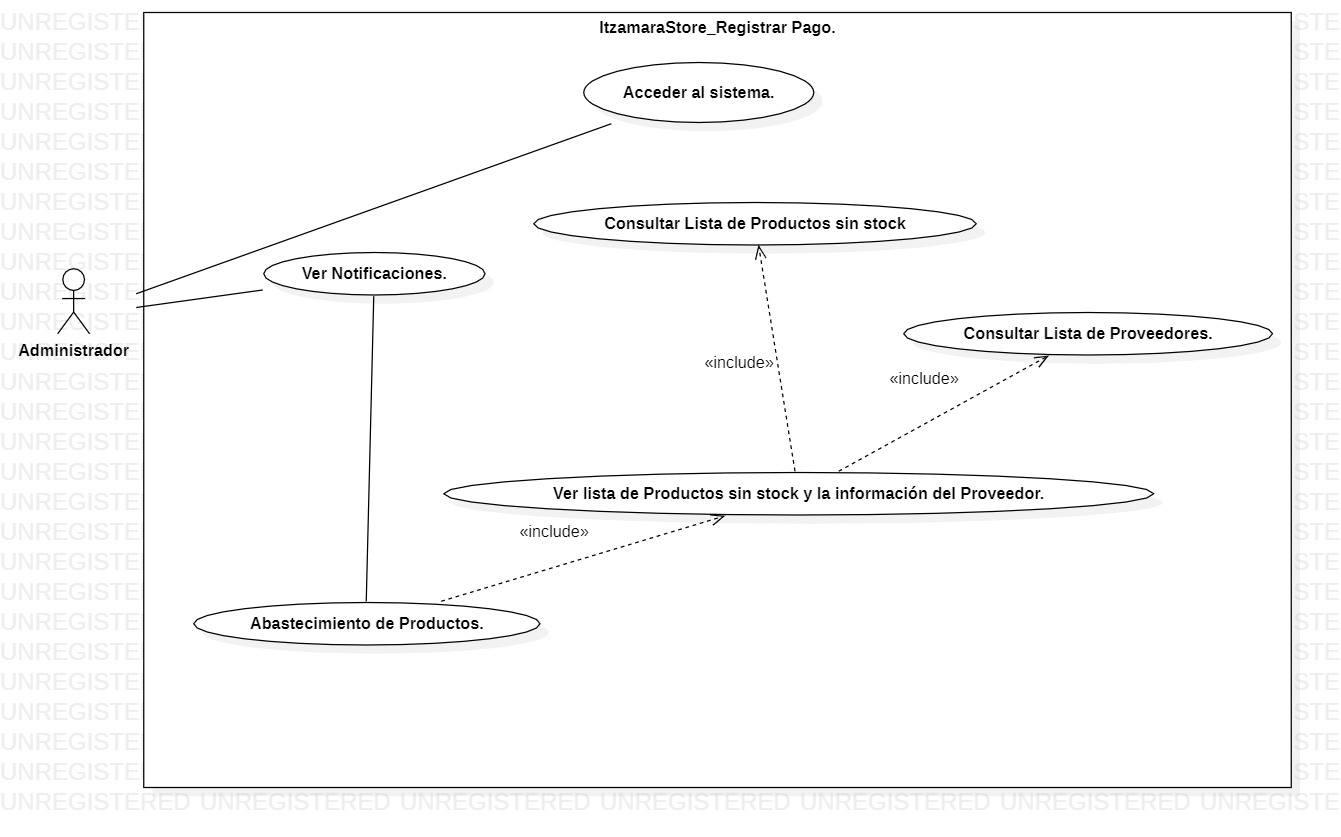 ItzamaraStore_Registrar Pago.
Acceder al sistema.
Consultar Lista de Productos sin stock
Ver Notificaciones.
Administrador
Consultar Lista de Proveedores.
«include»
«include»
Ver lista de Productos sin stock y la información del Proveedor.
«include»
Abastecimiento de Productos.
UNREGISTERED UNREGISTERED UNREGISTERED UNREGISTERED UNREGISTERED UNREGISTERED UNREGISTE